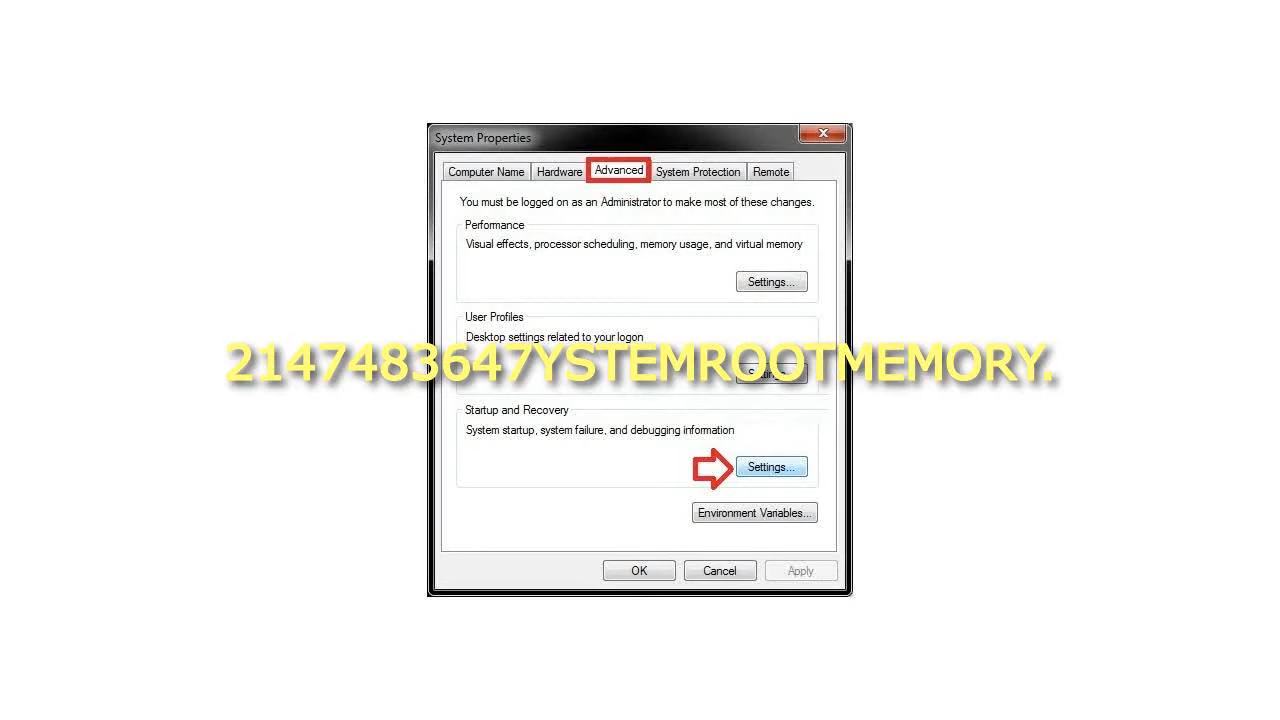 System Properties
Computer Name Hardware Advanced System Protection Remote
You must be logged on as an Administrator to make most of these changes.
Performance
Visual effects, processor scheduling, memory usage, and virtual memory
Settings...
User Profiles
Desktop settings related to your logon
2147483647YSTEMROOTMEMORY.
Settings...
Startup and Recovery
System startup, system failure, and debugging information
Settings...
Environment Variables...
OK Cancel Apply